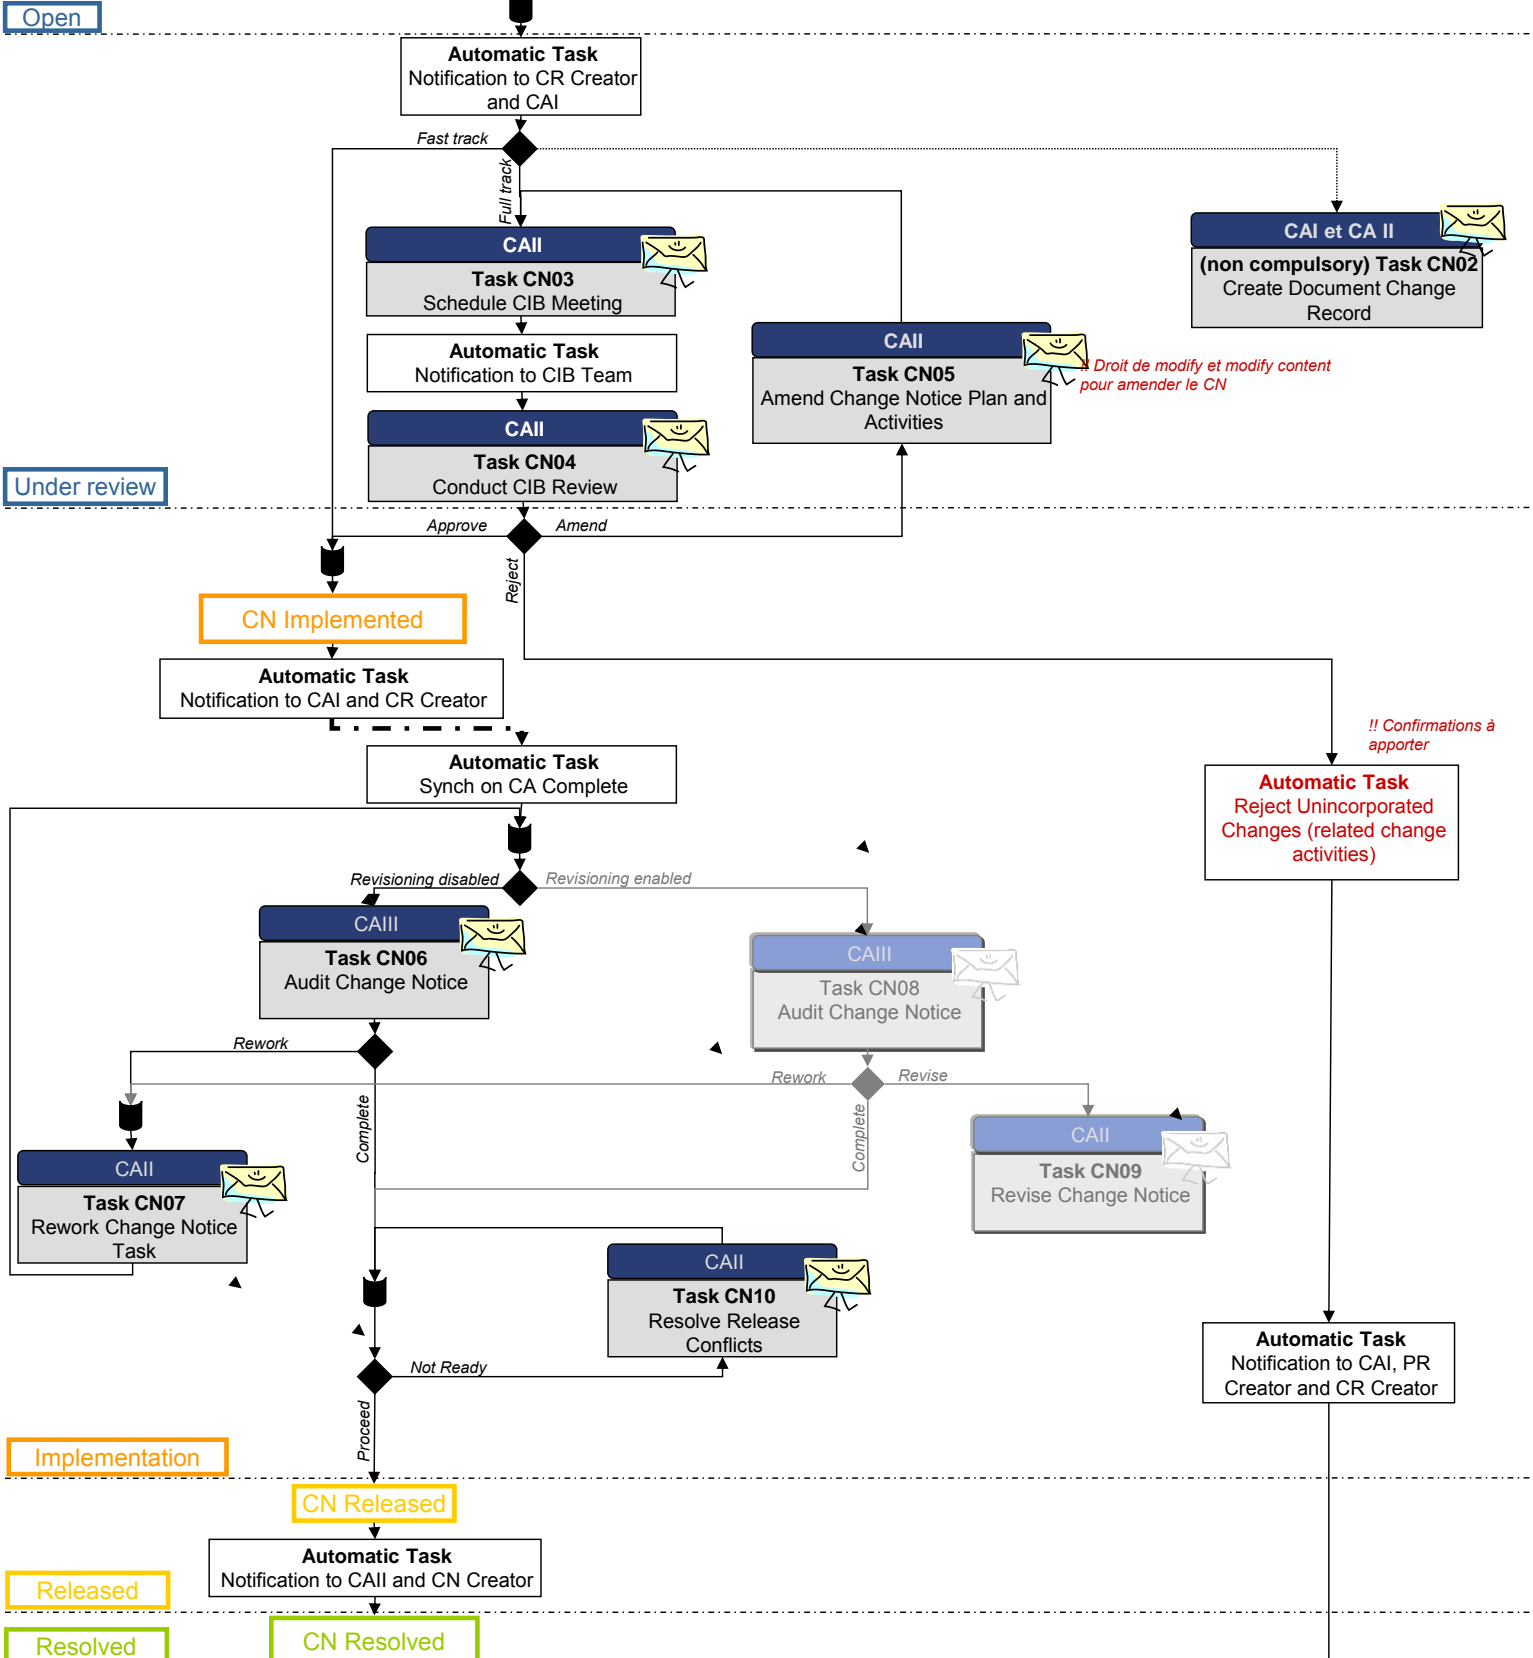 Open
Automatic Task
Notification to CR Creator
and CAI
Fast track
Full track
CAII
Task CN03
Schedule CIB Meeting
CAI et CA II
(non compulsory) Task CN02
Create Document Change
Record
Automatic Task
Notification to CIB Team
CAII
Task CN05
Amend Change Notice Plan and
Activities
!! Droit de modify et modify content
pour amender le CN
CAII
Task CN04
Conduct CIB Review
Under review
Approve
Amend
Reject
CN Implemented
Automatic Task
Notification to CAI and CR Creator
!! Confirmations à
apporter
Automatic Task
Synch on CA Complete
Automatic Task
Reject Unincorporated
Changes (related change
activities)
Revisioning disabled
Revisioning enabled
CAIII
Task CN06
Audit Change Notice
CAIII
Task CN08
Audit Change Notice
Rework
Complete
Rework
Revise
Complete
CAII
Task CN07
Rework Change Notice
Task
CAII
Task CN09
Revise Change Notice
CAII
Task CN10
Resolve Release
Conflicts
Not Ready
Proceed
Automatic Task
Notification to CAI, PR
Creator and CR Creator
Implementation
CN Released
Automatic Task
Notification to CAII and CN Creator
Released
Resolved
CN Resolved